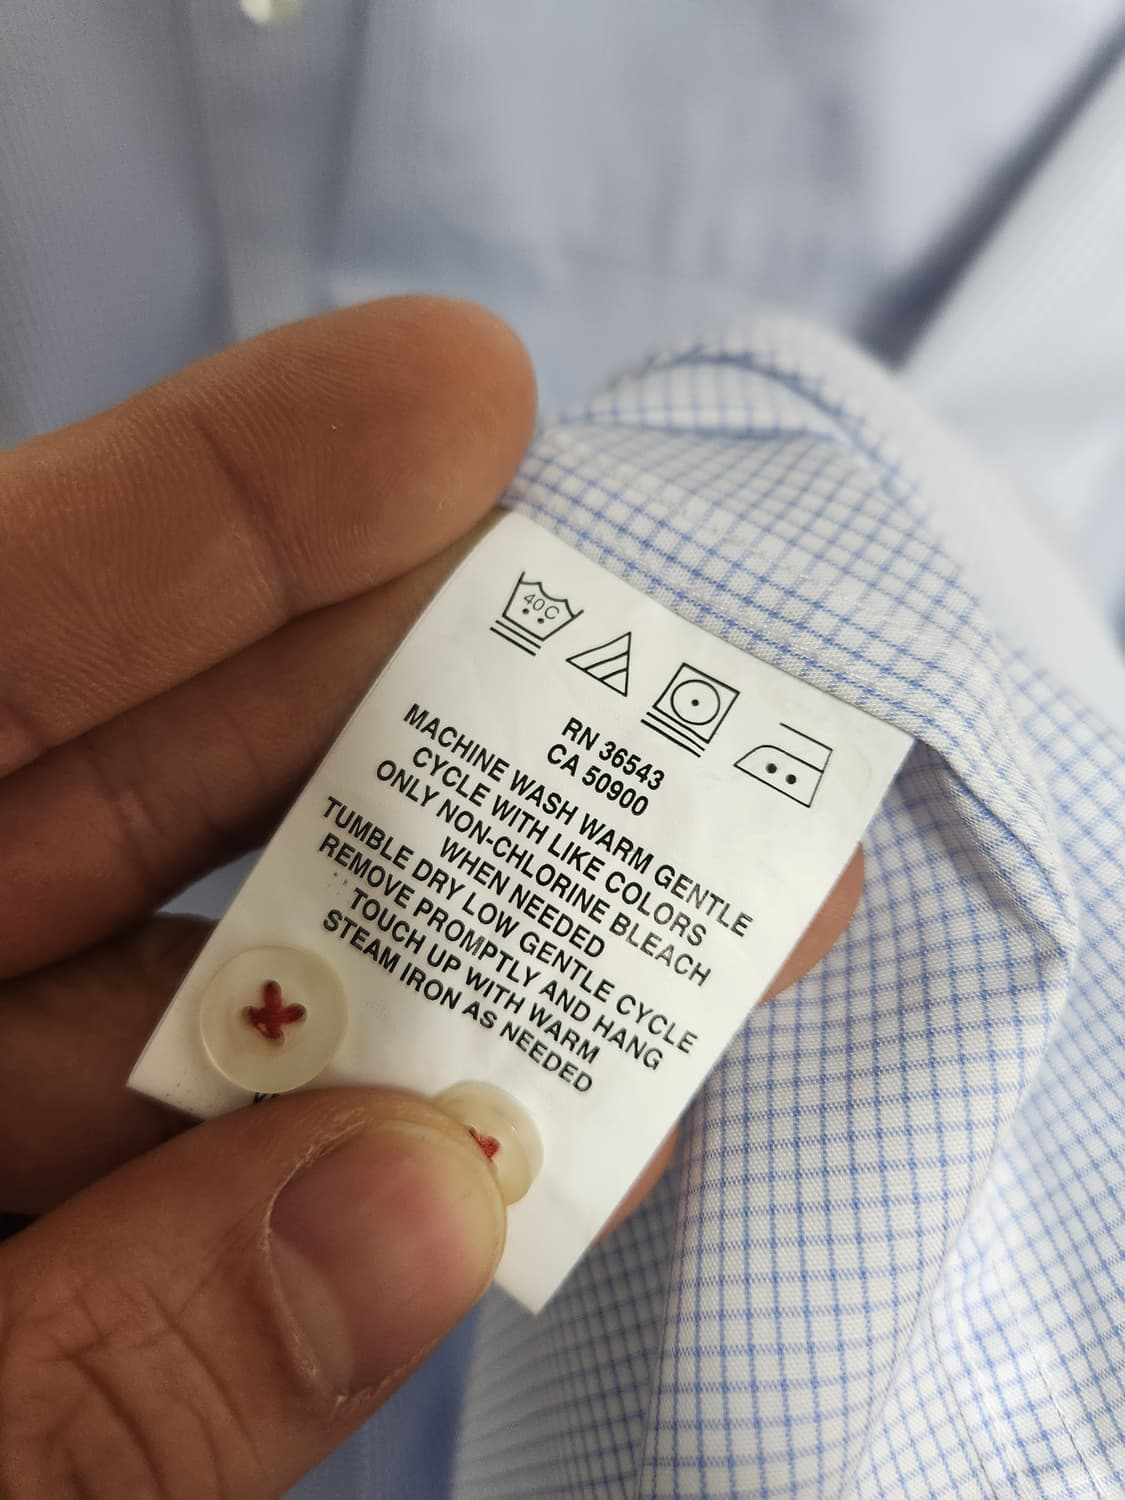 40C
RN 36543
CA 50900
MACHINE WASH WARM GENTLE
CYCLE WITH LIKE COLORS
ONLY NON-CHLORINE BLEACH
WHEN NEEDED
TUMBLE DRY LOW GENTLE CYCLE
REMOVE PROMPTLY AND HANG
TOUCH UP WITH WARM
STEAM IRON AS NEEDED